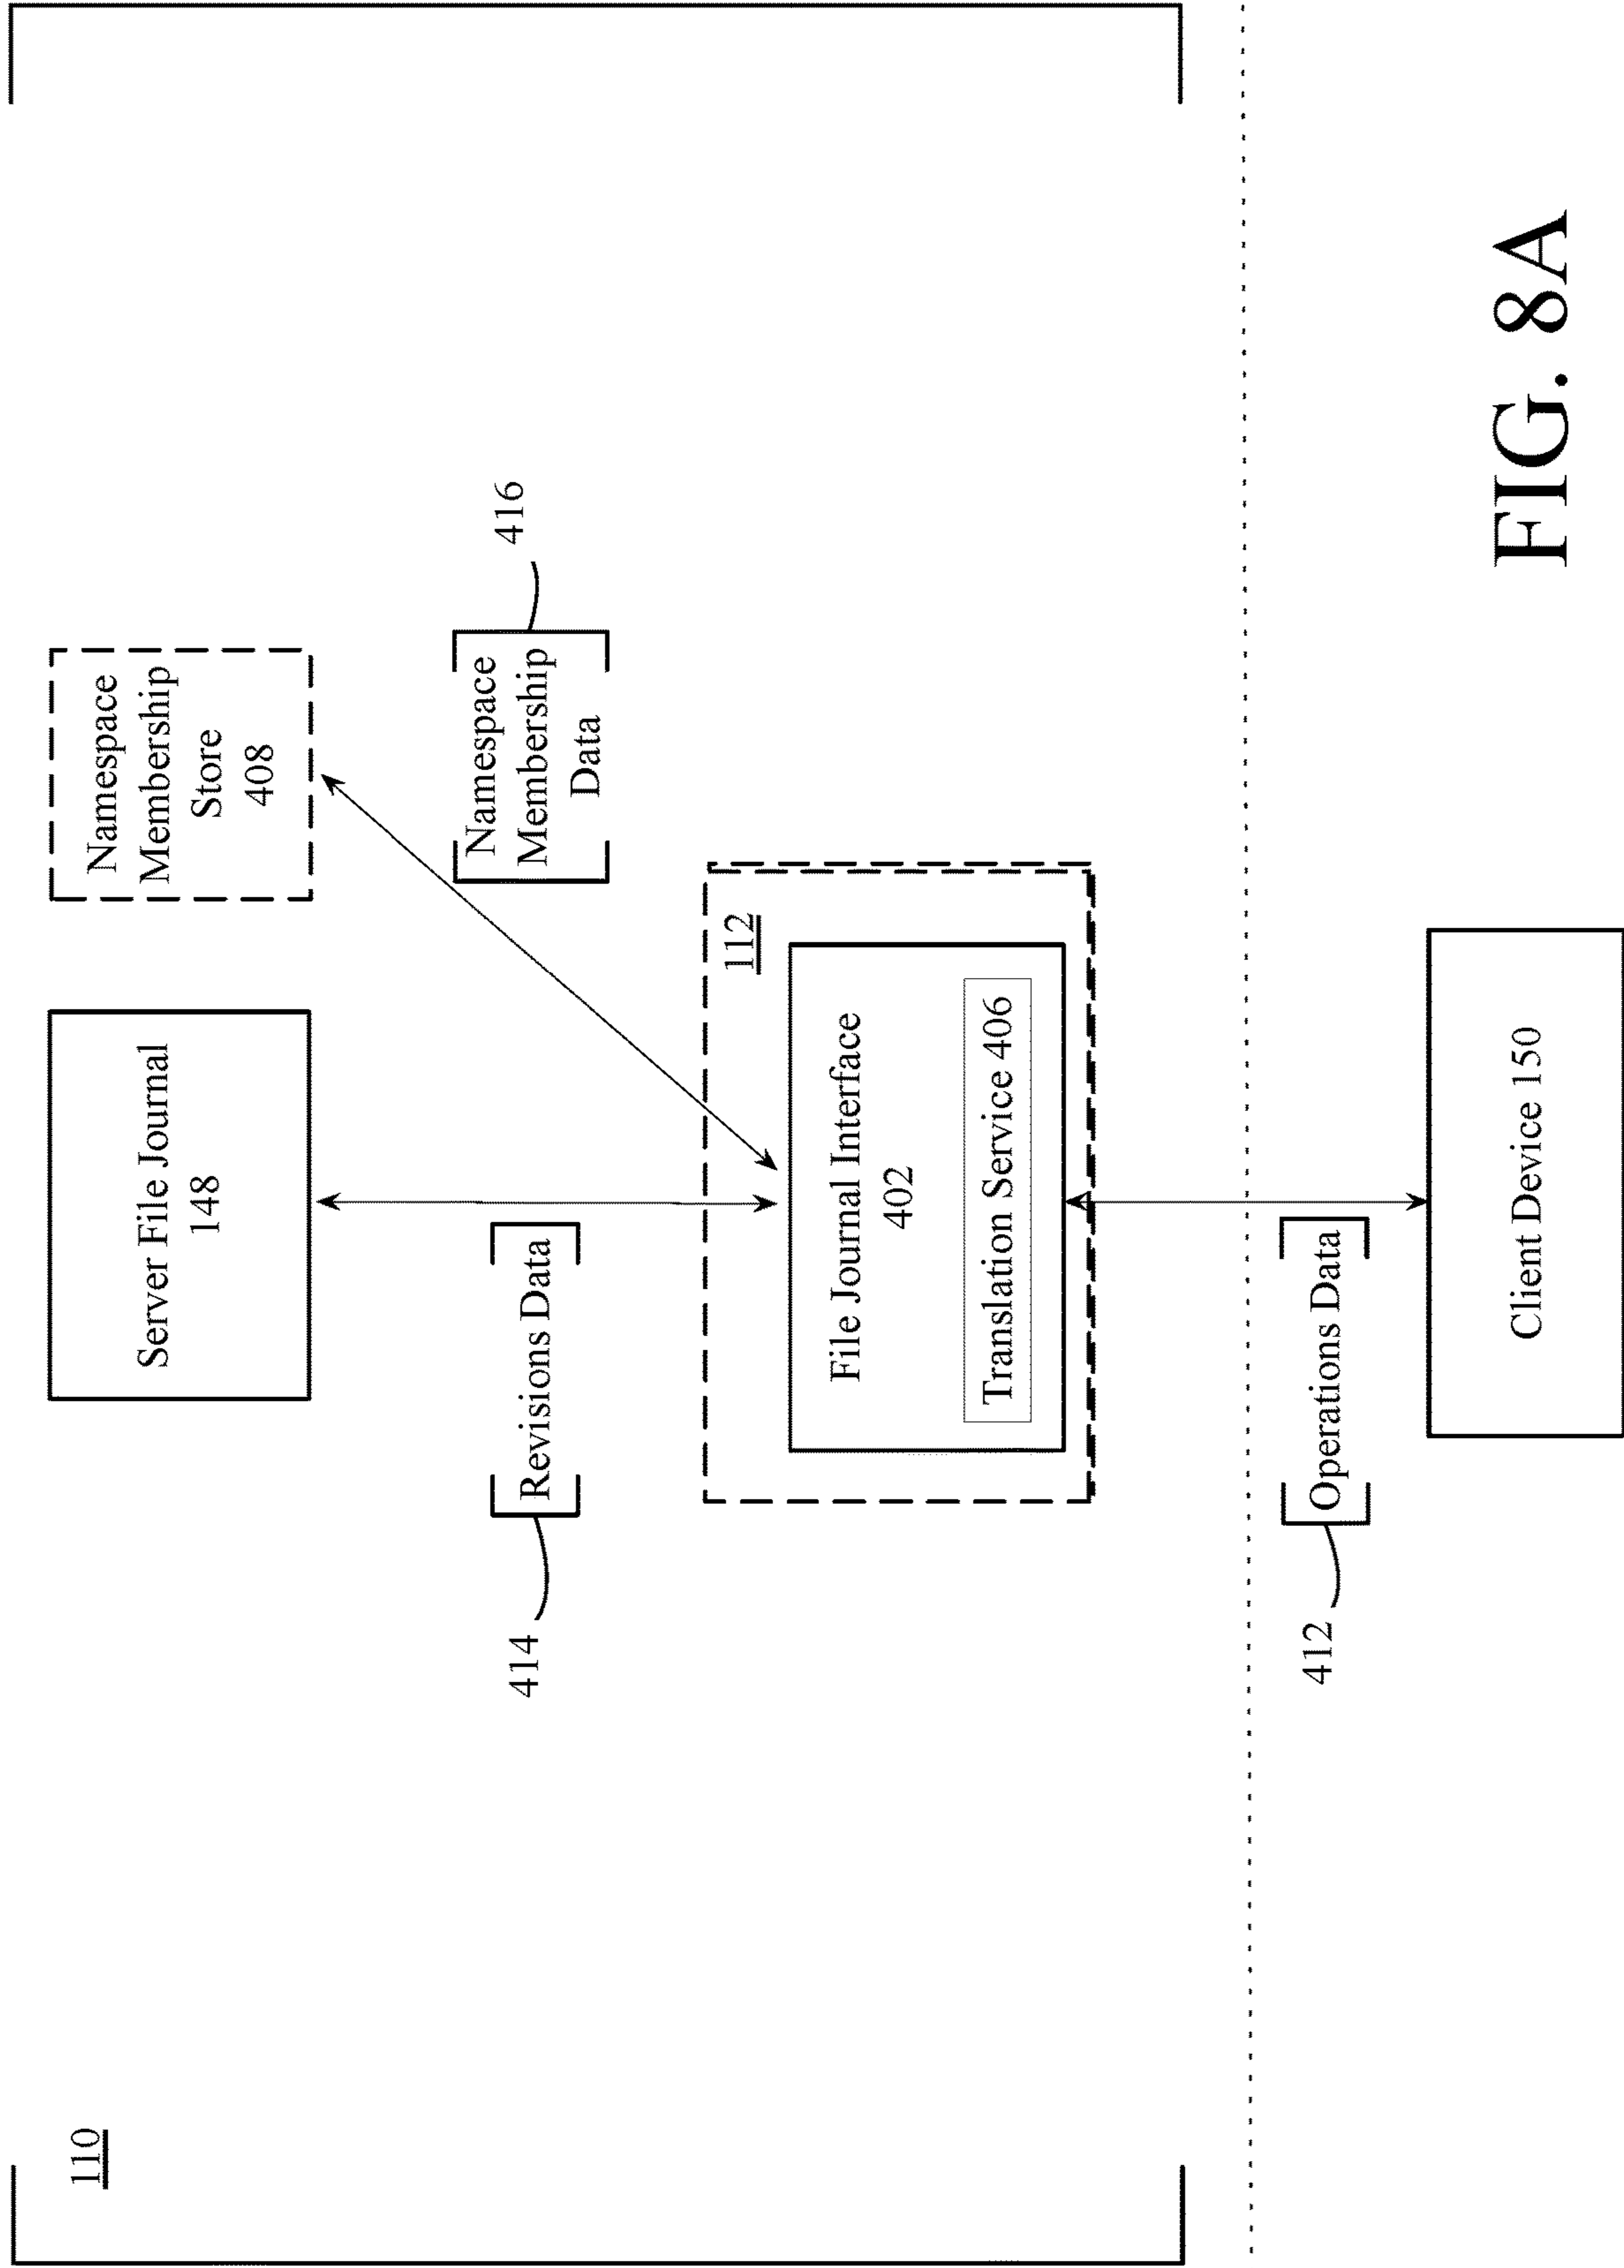 110
Server File Journal
148
Namespace
Membership
Store
408
414
Revisions Data
Namespace
Membership
Data
416
112
File Journal Interface
402
Translation Service 406
412
Operations Data
Client Device 150
FIG. 8A